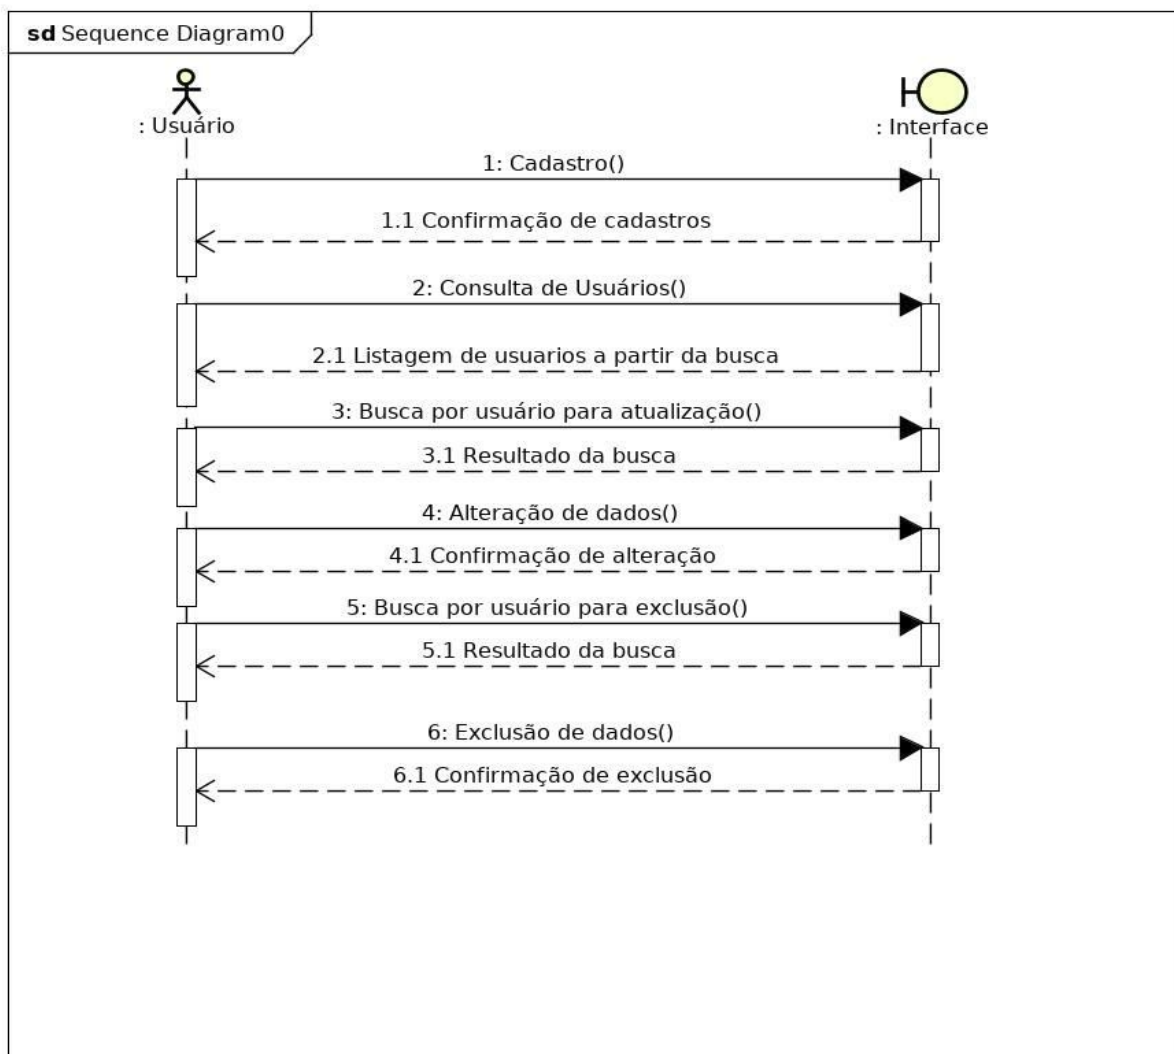 sd Sequence Diagram0
: Usuário
: Interface
1: Cadastro()
1.1 Confirmação de cadastros
2: Consulta de Usuários()
2.1 Listagem de usuarios a partir da busca
3: Busca por usuário para atualização()
3.1 Resultado da busca
4: Alteração de dados()
4.1 Confirmação de alteração
5: Busca por usuário para exclusão()
5.1 Resultado da busca
6: Exclusão de dados()
6.1 Confirmação de exclusão